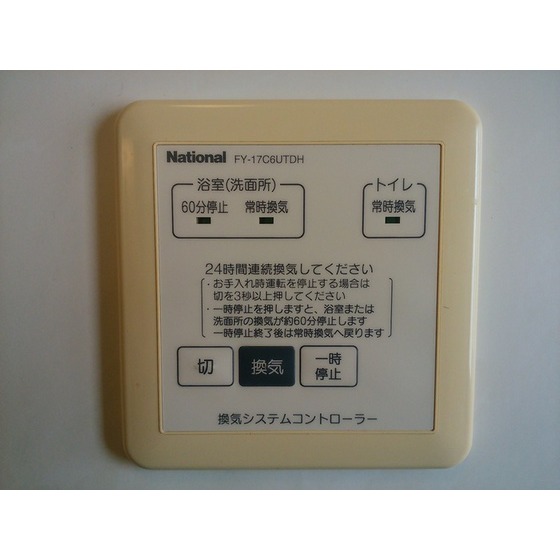 National FY-17C6UTDH
浴室(洗面所) トイレ
60分停止 常時換気 常時換気
24時間連続換気してください
・お手入れ時運転を停止する場合は
切を3秒以上押してください
・一時停止を押しますと、浴室または
洗面所の換気が約60分停止します
一時停止終了後は常時換気へ戻ります
切 換気 一時
停止
換気システムコントローラー